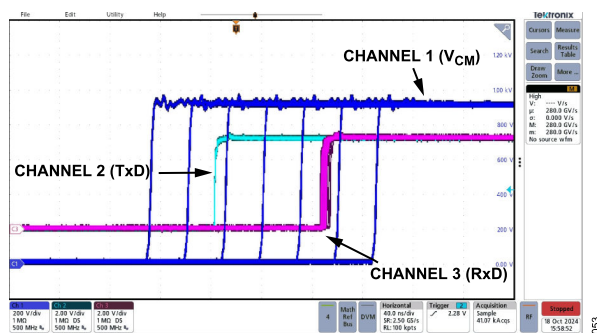 File Edit Utility Help
Tektronix
Cursors Measure
Search Results Table
Draw Zoom More ...
M
High
V: ---- V/s
μ: 280.0 GV/s
σ: 0.000 V/s
M: 280.0 GV/s
m: 280.0 GV/s
No source wfm
120 kV
100 kV
800 V
600 V
400 V
200 V
0.00 V
CHANNEL 1 (VCM)
CHANNEL 2 (TxD)
CHANNEL 3 (RxD)
C3
C1
Ch 1
200 V/div
1 MΩ
500 MHz
Ch 2
2.00 V/div
1 MΩ DS
500 MHz
Ch 3
2.00 V/div
1 MΩ DS
500 MHz
4
Math Ref Bus
DVM
Horizontal
40.0 ns/div
SR: 2.50 GS/s
RL: 100 kpts
Trigger 2
2.28 V
Acquisition
Sample
41.07 kAcqs
RF
Stopped
18 Oct 2024
15:58:52